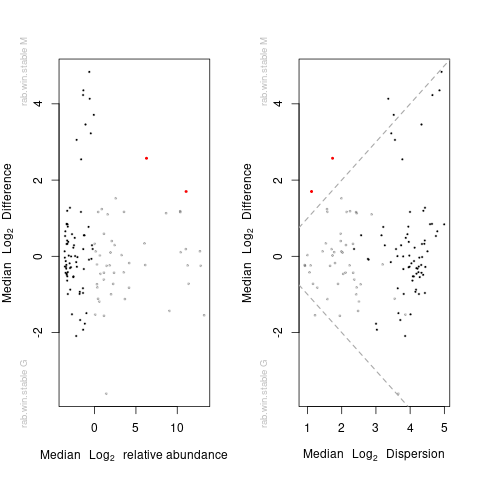 rab.win.stable M
rab.win.stable G
Median Log2 Difference
4
2
0
-2
0 5 10
Median Log2 relative abundance
rab.win.stable M
rab.win.stable G
Median Log2 Difference
4
2
0
-2
1 2 3 4 5
Median Log2 Dispersion